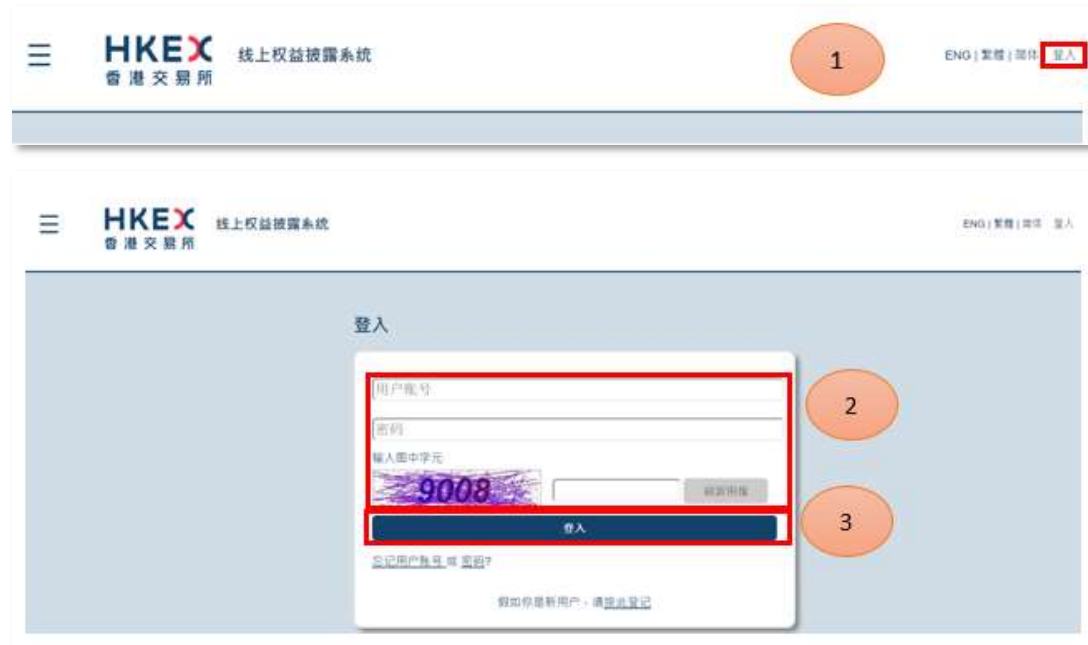 HKEX 线上权益披露系统
香港交易所
1
ENG | 繁體 | 简体 登入
HKEX 线上权益披露系统
香港交易所
ENG | 繁體 | 简体 登入
登入
用户账号
2
密码
输入图中字元
9008 刷新图像
登入
3
忘记用户账号 或 密码?
假如你是新用户，请按此登记